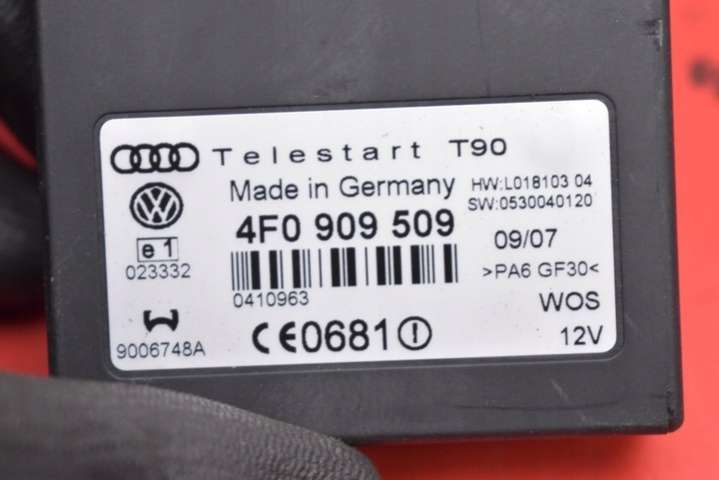 Telestart T90
Made in Germany
HW:L018103 04
SW:0530040120
4F0 909 509
09/07
e1
023332
>PA6 GF30<
0410963
WOS
9006748A
CE0681
12V